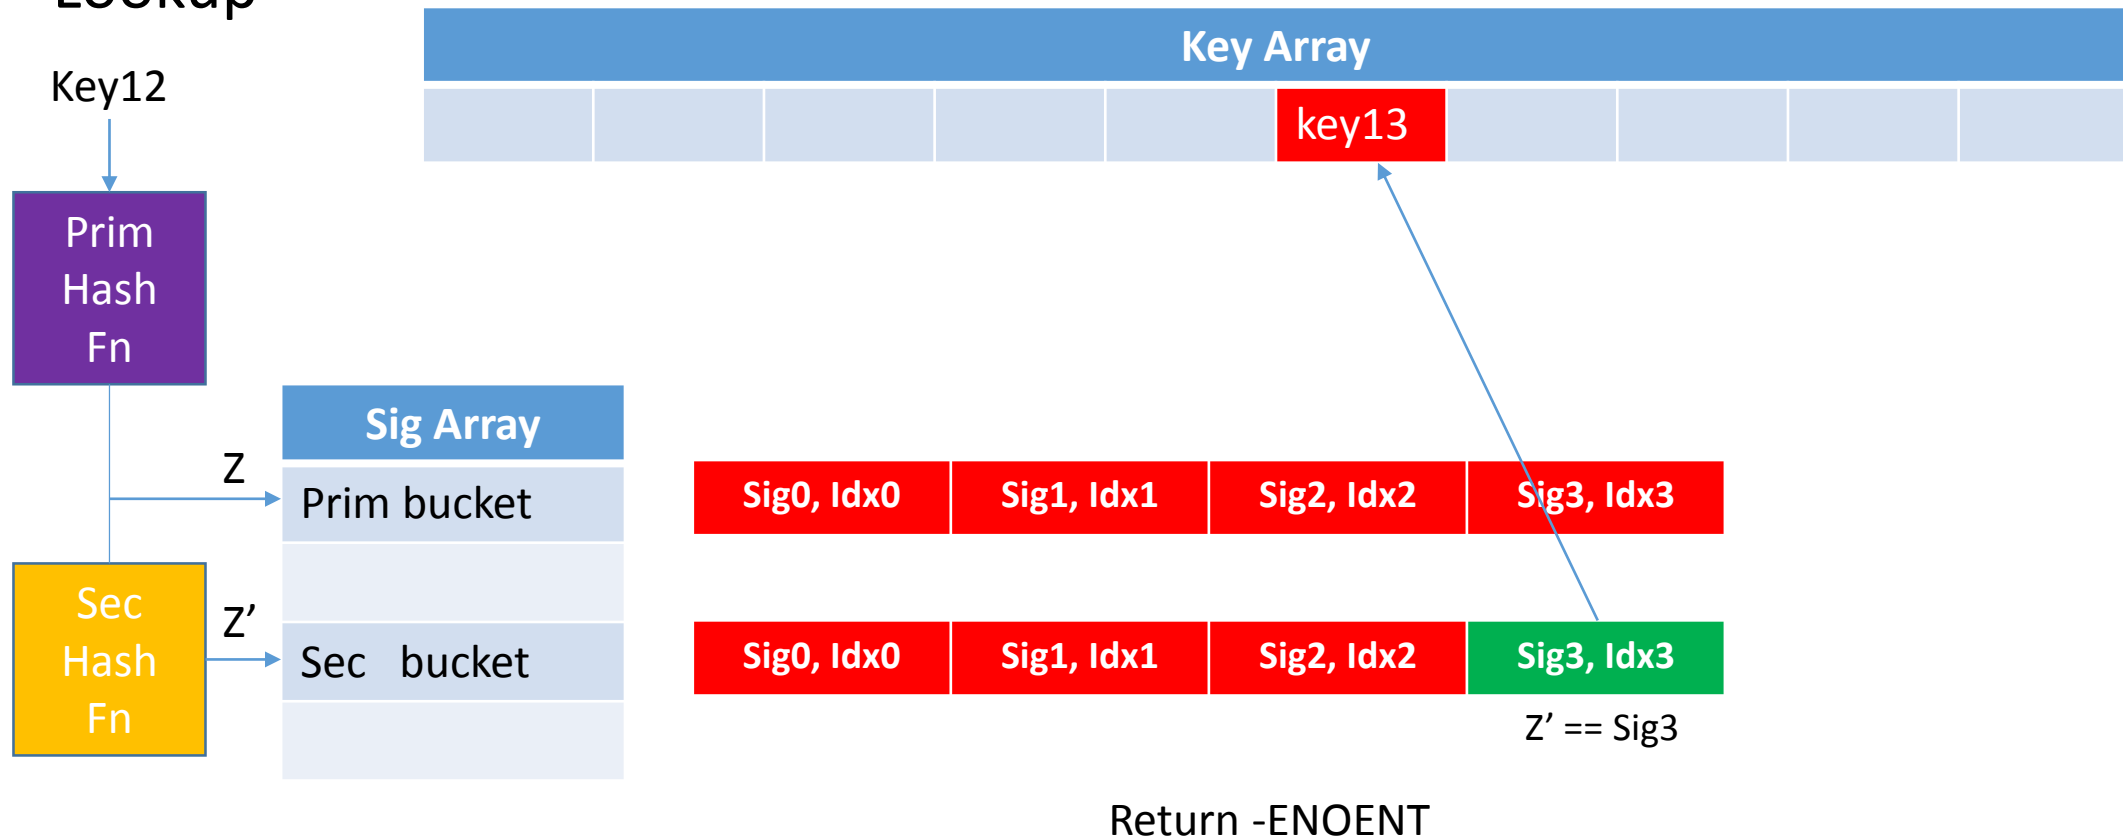 Lookup
Key Array
Key12
key13
Prim
Hash
Fn
Sig Array
Z
Prim bucket
Sig0, Idx0
Sig1, Idx1
Sig2, Idx2
Sig3, Idx3
Sec
Hash
Fn
Z’
Sec bucket
Sig0, Idx0
Sig1, Idx1
Sig2, Idx2
Sig3, Idx3
Z’ == Sig3
Return -ENOENT